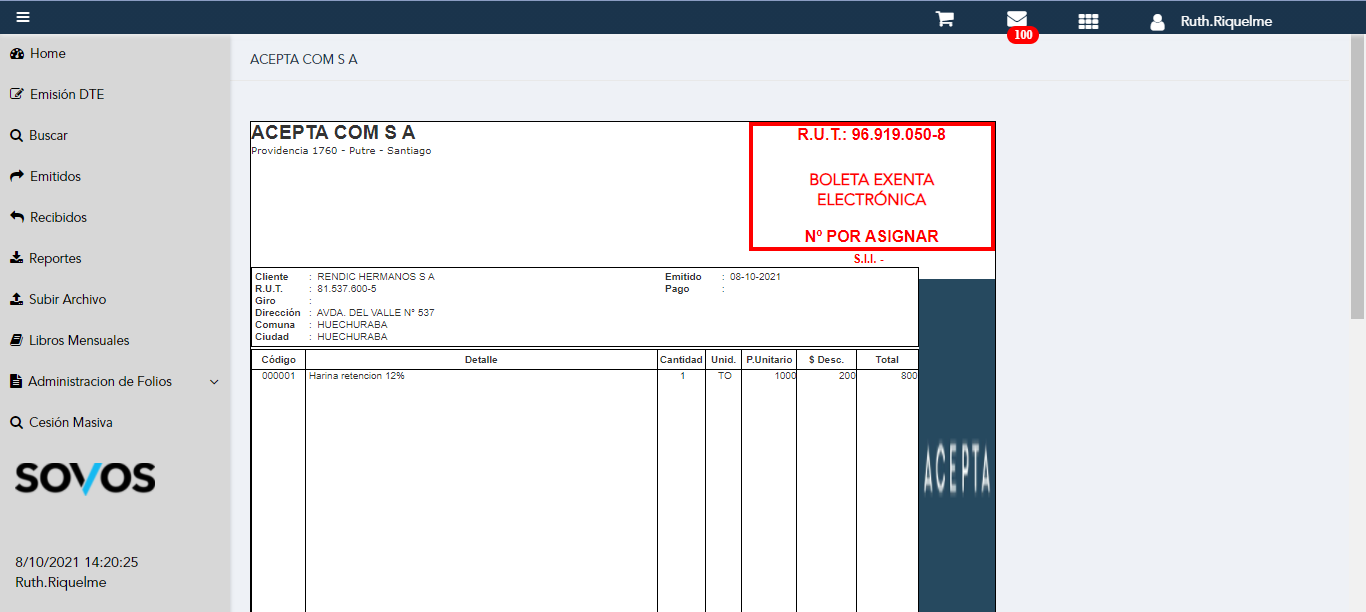 Ruth.Riquelme
100
Home
Emisión DTE
Buscar
Emitidos
Recibidos
Reportes
Subir Archivo
Libros Mensuales
Administracion de Folios
Cesión Masiva
SOVOS
8/10/2021 14:20:25
Ruth.Riquelme
ACEPTA COM S A
ACEPTA COM S A
Providencia 1760 - Putre - Santiago
R.U.T.: 96.919.050-8
BOLETA EXENTA
ELECTRÓNICA
Nº POR ASIGNAR
S.I.I. -
Cliente : RENDIC HERMANOS S A Emitido : 08-10-2021
R.U.T. : 81.537.600-5 Pago :
Giro :
Dirección : AVDA. DEL VALLE N° 537
Comuna : HUECHURABA
Ciudad : HUECHURABA
Código Detalle Cantidad Unid. P.Unitario $ Desc. Total
000001 Harina retencion 12% 1 TO 1000 200 800
ACEPTA